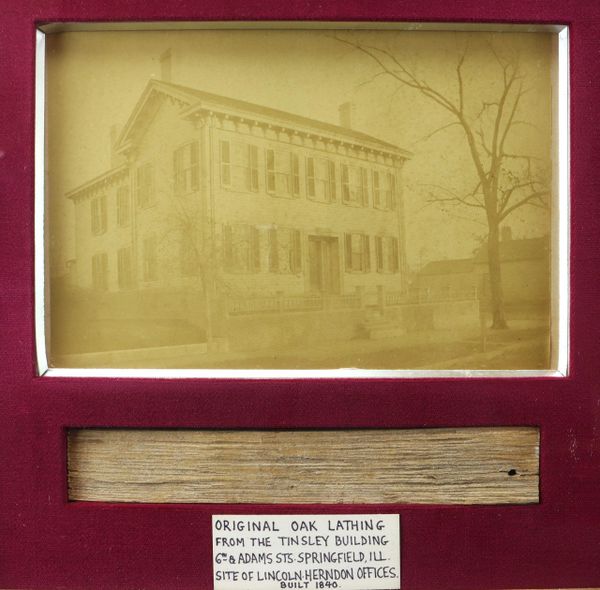 ORIGINAL OAK LATHING
FROM THE TINSLEY BUILDING
6TH & ADAMS STS. SPRINGFIELD, ILL.
SITE OF LINCOLN-HERNDON OFFICES.
BUILT 1840.